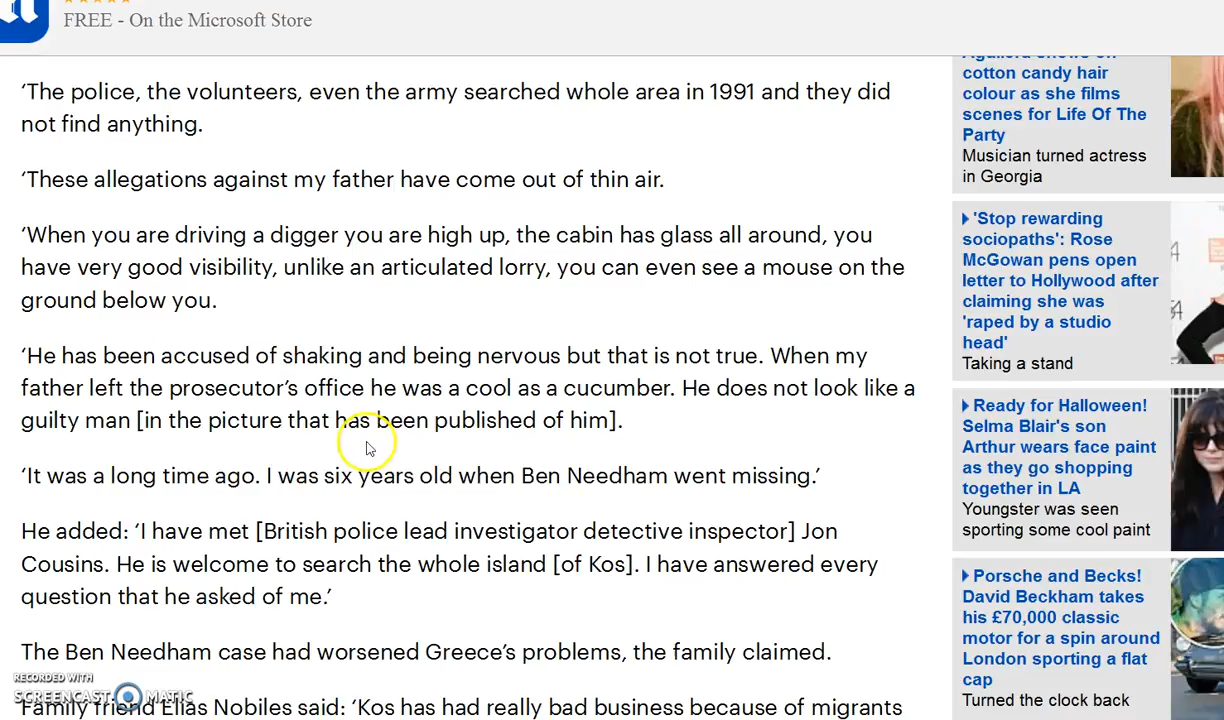 FREE - On the Microsoft Store
‘The police, the volunteers, even the army searched whole area in 1991 and they did
not find anything.
‘These allegations against my father have come out of thin air.
‘When you are driving a digger you are high up, the cabin has glass all around, you
have very good visibility, unlike an articulated lorry, you can even see a mouse on the
ground below you.
‘He has been accused of shaking and being nervous but that is not true. When my
father left the prosecutor’s office he was a cool as a cucumber. He does not look like a
guilty man [in the picture that has been published of him].
‘It was a long time ago. I was six years old when Ben Needham went missing.’
He added: ‘I have met [British police lead investigator detective inspector] Jon
Cousins. He is welcome to search the whole island [of Kos]. I have answered every
question that he asked of me.’
The Ben Needham case had worsened Greece’s problems, the family claimed.
Family friend Elias Nobiles said: ‘Kos has had really bad business because of migrants
RECORDED WITH
SCREENCAST MATIC
cotton candy hair
colour as she films
scenes for Life Of The
Party
Musician turned actress
in Georgia
'Stop rewarding
sociopaths': Rose
McGowan pens open
letter to Hollywood after
claiming she was
'raped by a studio
head'
Taking a stand
Ready for Halloween!
Selma Blair's son
Arthur wears face paint
as they go shopping
together in LA
Youngster was seen
sporting some cool paint
Porsche and Becks!
David Beckham takes
his £70,000 classic
motor for a spin around
London sporting a flat
cap
Turned the clock back